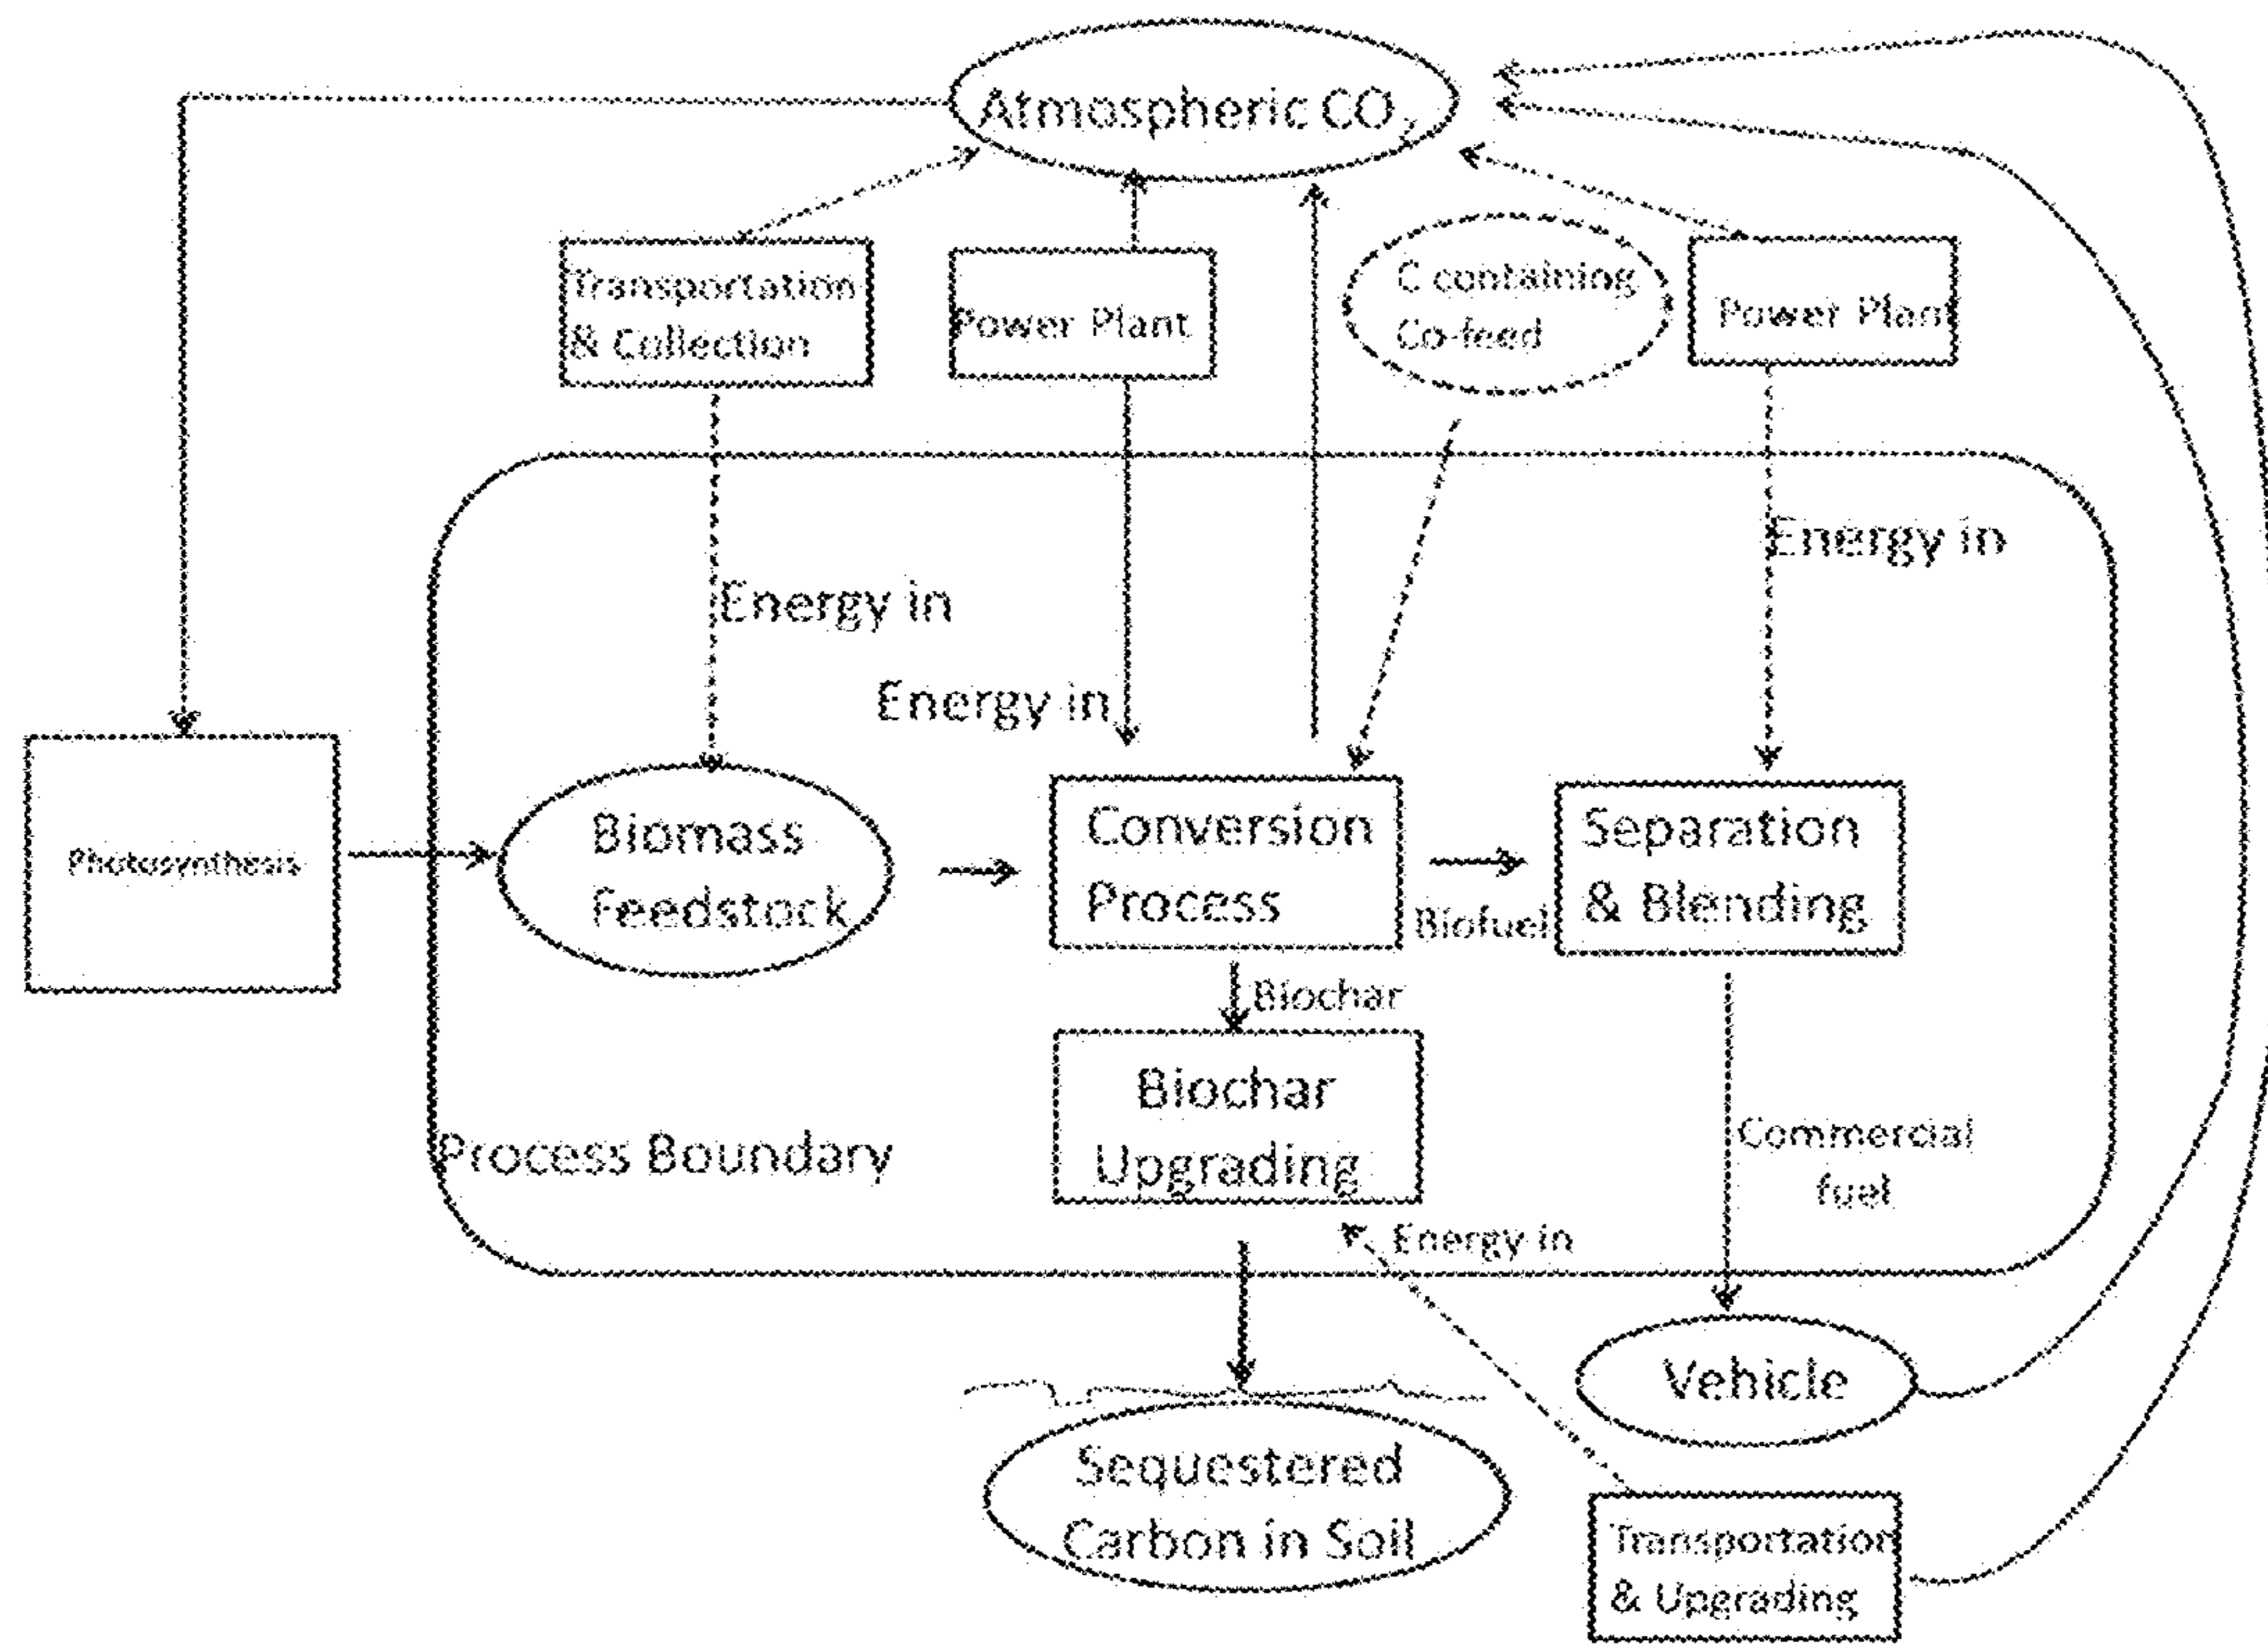 Atmospheric CO2
Transportation
& Collection
Power Plant
C containing
Co-feed
Power Plant
Energy in
Energy in
Energy in
Photosynthesis
Biomass
Feedstock
Conversion
Process
Biofuel
Separation
& Blending
Biochar
Biochar
Upgrading
Process Boundary
Commercial
fuel
Energy in
Vehicle
Sequestered
Carbon in Soil
Transportation
& Upgrading